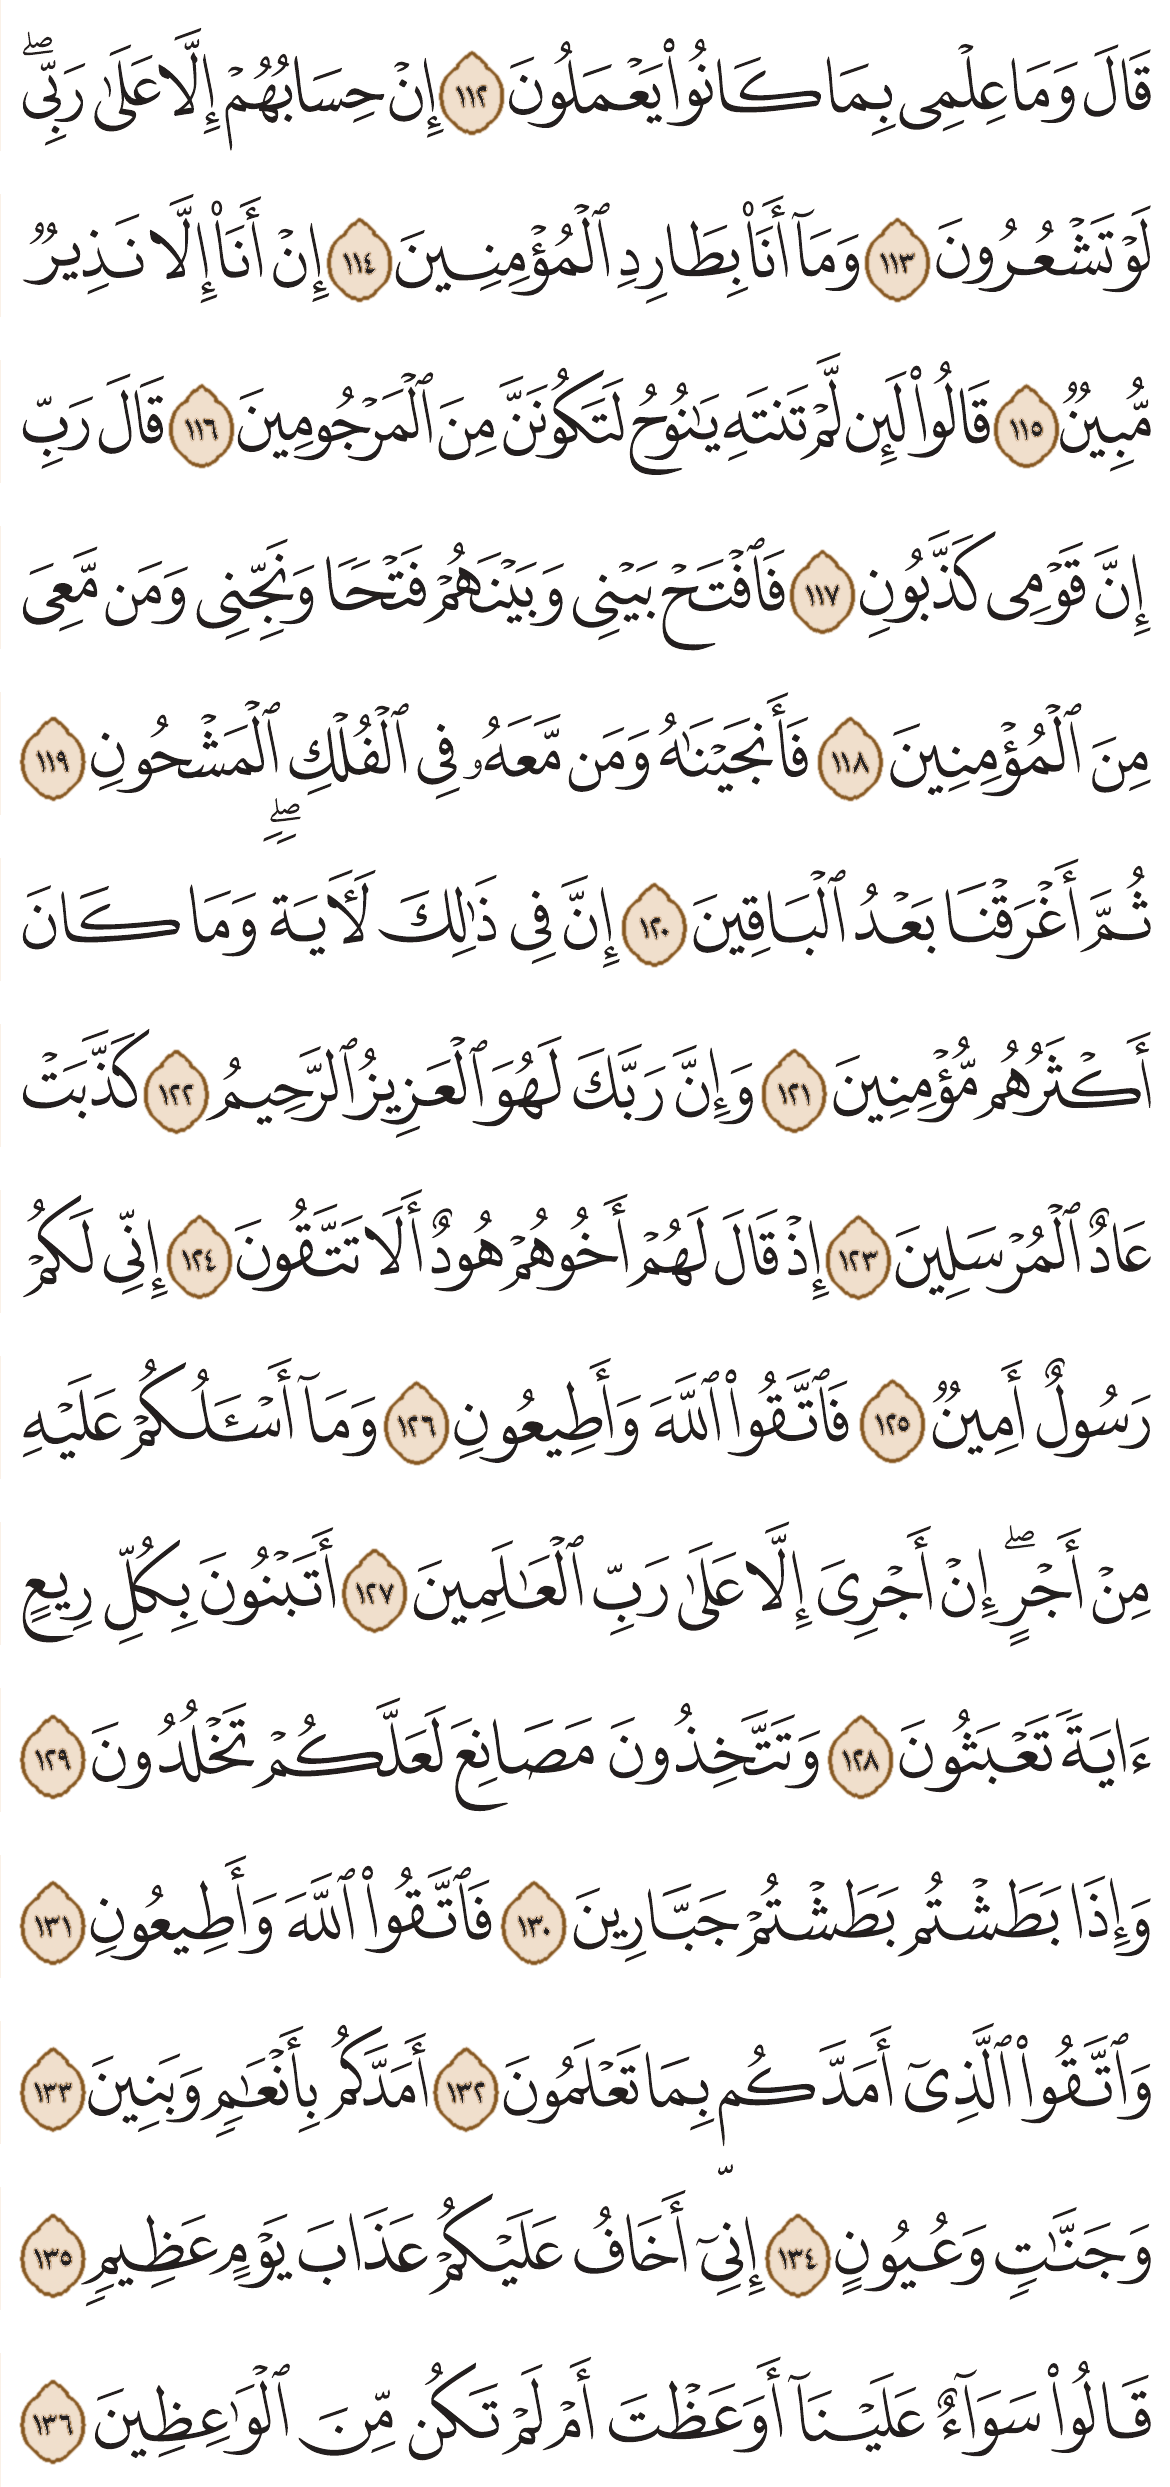 قَالَ وَمَا عِلْمِى بِمَا كَانُوا۟ يَعْمَلُونَ ١١٢ إِنْ حِسَابُهُمْ إِلَّا عَلَىٰ رَبِّى ۖ
لَوْ تَشْعُرُونَ ١١٣ وَمَآ أَنَا۠ بِطَارِدِ ٱلْمُؤْمِنِينَ ١١٤ إِنْ أَنَا۠ إِلَّا نَذِيرٌ
مُّبِينٌ ١١٥ قَالُوا۟ لَئِن لَّمْ تَنتَهِ يَـٰنُوحُ لَتَكُونَنَّ مِنَ ٱلْمَرْجُومِينَ ١١٦ قَالَ رَبِّ
إِنَّ قَوْمِى كَذَّبُونِ ١١٧ فَٱفْتَحْ بَيْنِى وَبَيْنَهُمْ فَتْحًا وَنَجِّنِى وَمَن مَّعِىَ
مِنَ ٱلْمُؤْمِنِينَ ١١٨ فَأَنجَيْنَـٰهُ وَمَن مَّعَهُۥ فِى ٱلْفُلْكِ ٱلْمَشْحُونِ ١١٩
ثُمَّ أَغْرَقْنَا بَعْدُ ٱلْبَاقِينَ ١٢٠ إِنَّ فِى ذَٰلِكَ لَـَٔايَةً ۖ وَمَا كَانَ
أَكْثَرُهُم مُّؤْمِنِينَ ١٢١ وَإِنَّ رَبَّكَ لَهُوَ ٱلْعَزِيزُ ٱلرَّحِيمُ ١٢٢ كَذَّبَتْ
عَادٌ ٱلْمُرْسَلِينَ ١٢٣ إِذْ قَالَ لَهُمْ أَخُوهُمْ هُودٌ أَلَا تَتَّقُونَ ١٢٤ إِنِّى لَكُمْ
رَسُولٌ أَمِينٌ ١٢٥ فَٱتَّقُوا۟ ٱللَّهَ وَأَطِيعُونِ ١٢٦ وَمَآ أَسْـَٔلُكُمْ عَلَيْهِ
مِنْ أَجْرٍ ۖ إِنْ أَجْرِىَ إِلَّا عَلَىٰ رَبِّ ٱلْعَـٰلَمِينَ ١٢٧ أَتَبْنُونَ بِكُلِّ رِيعٍ
ءَايَةً تَعْبَثُونَ ١٢٨ وَتَتَّخِذُونَ مَصَانِعَ لَعَلَّكُمْ تَخْلُدُونَ ١٢٩
وَإِذَا بَطَشْتُم بَطَشْتُمْ جَبَّارِينَ ١٣٠ فَٱتَّقُوا۟ ٱللَّهَ وَأَطِيعُونِ ١٣١
وَٱتَّقُوا۟ ٱلَّذِىٓ أَمَدَّكُم بِمَا تَعْلَمُونَ ١٣٢ أَمَدَّكُم بِأَنْعَـٰمٍ وَبَنِينَ ١٣٣
وَجَنَّـٰتٍ وَعُيُونٍ ١٣٤ إِنِّىٓ أَخَافُ عَلَيْكُمْ عَذَابَ يَوْمٍ عَظِيمٍ ١٣٥
قَالُوا۟ سَوَآءٌ عَلَيْنَآ أَوَعَظْتَ أَمْ لَمْ تَكُن مِّنَ ٱلْوَٰعِظِينَ ١٣٦